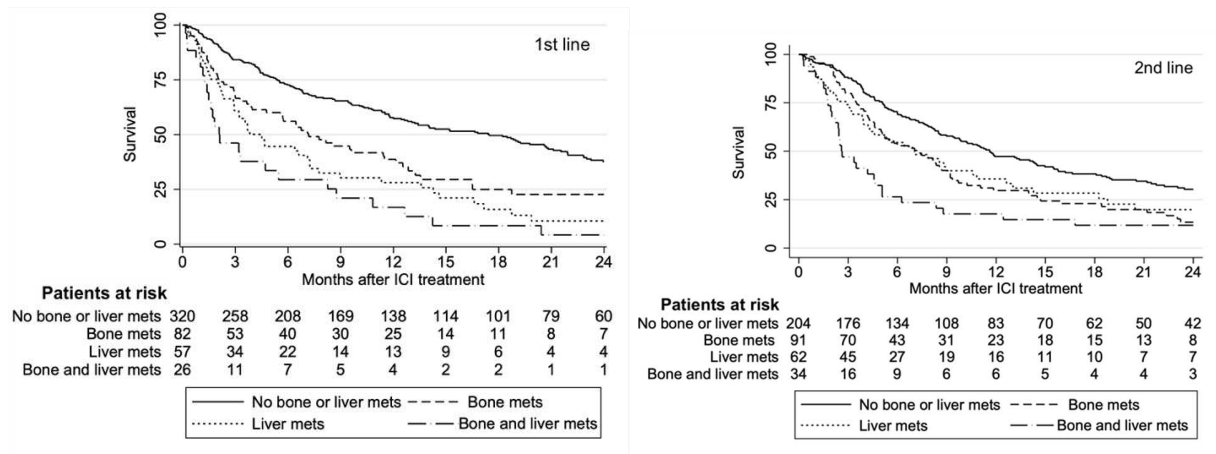 1st line
Survival
100
75
50
25
0
0 3 6 9 12 15 18 21 24
Months after ICI treatment
Patients at risk
No bone or liver mets 320 258 208 169 138 114 101 79 60
Bone mets 82 53 40 30 25 14 11 8 7
Liver mets 57 34 22 14 13 9 6 4 4
Bone and liver mets 26 11 7 5 4 2 2 1 1
No bone or liver mets Bone mets
Liver mets Bone and liver mets
2nd line
Survival
100
75
50
25
0
0 3 6 9 12 15 18 21 24
Months after ICI treatment
Patients at risk
No bone or liver mets 204 176 134 108 83 70 62 50 42
Bone mets 91 70 43 31 23 18 15 13 8
Liver mets 62 45 27 19 16 11 10 7 7
Bone and liver mets 34 16 9 6 6 5 4 4 3
No bone or liver mets Bone mets
Liver mets Bone and liver mets